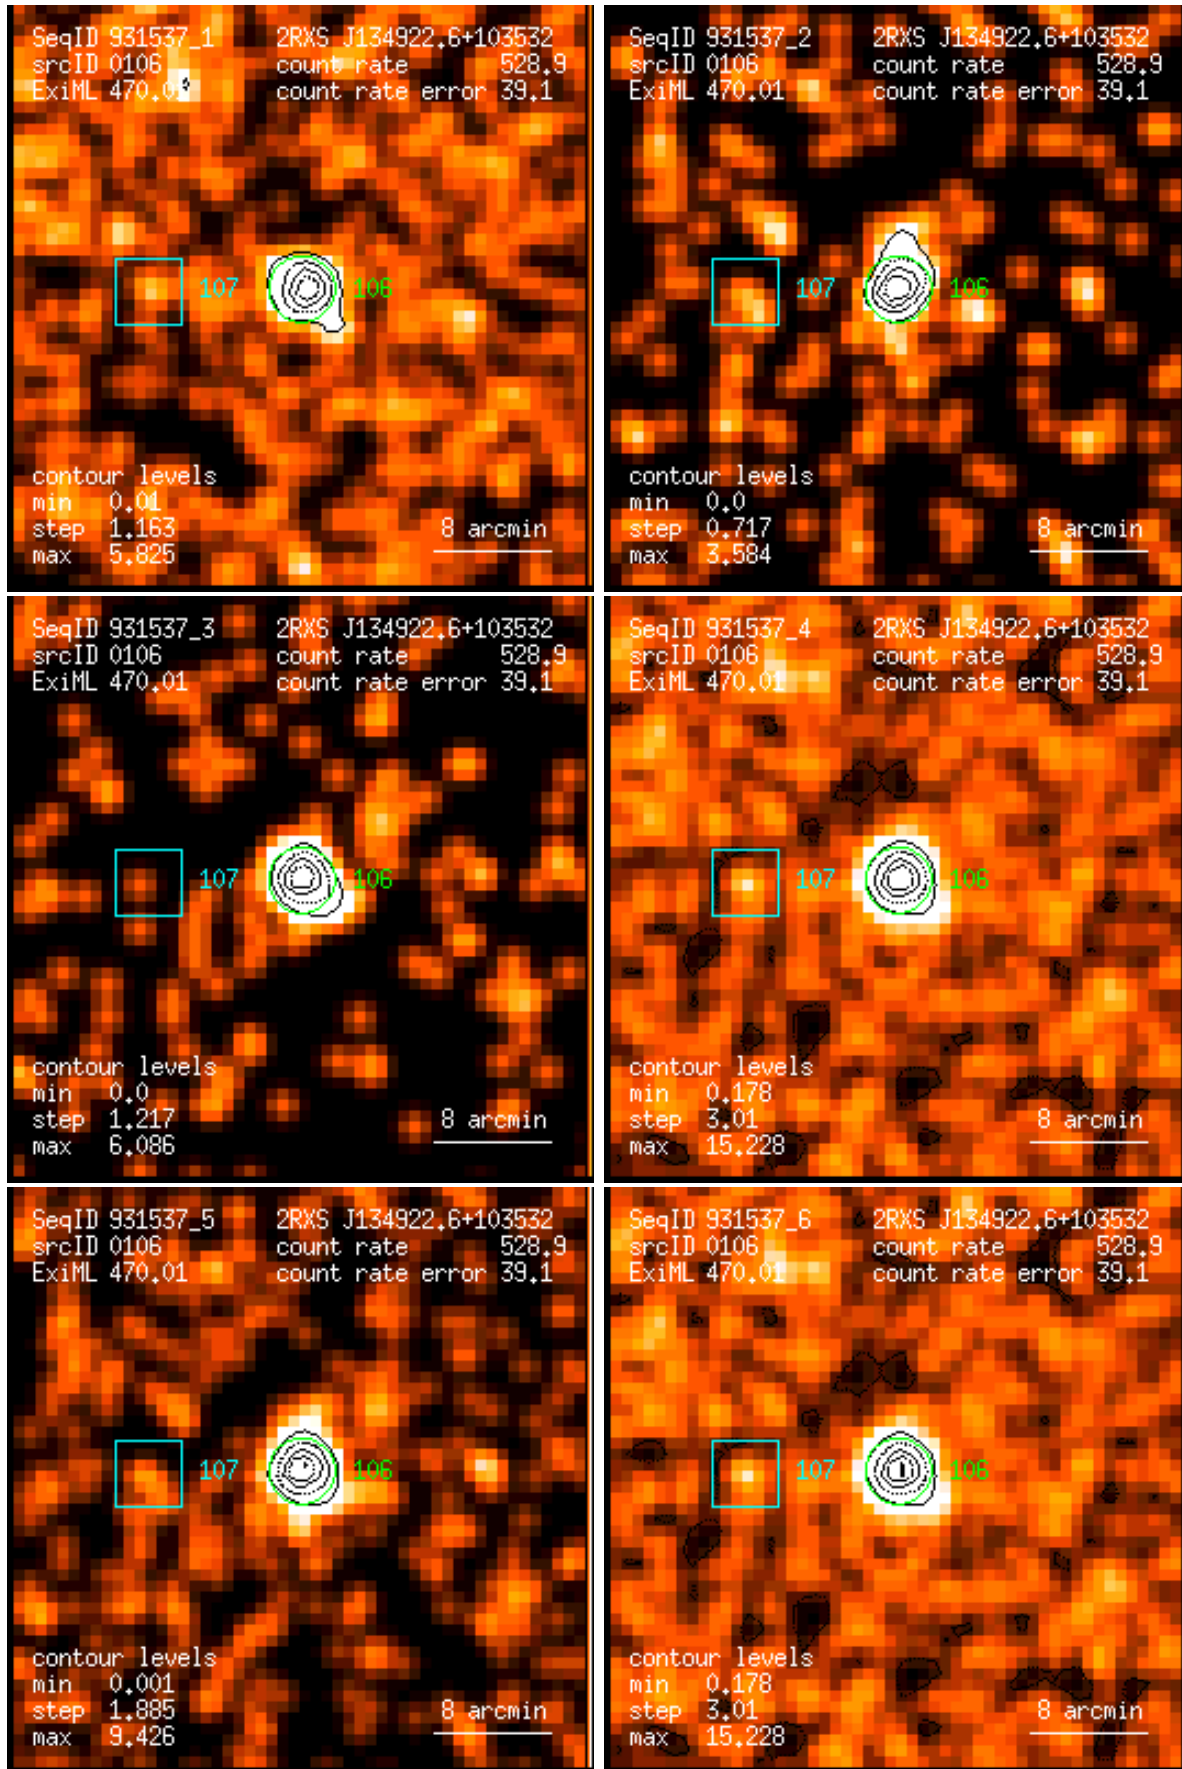 SeqID 931537_1 2RXS J134922.6+103532
srcID 0106 count rate 528.9
ExiML 470.01 count rate error 39.1
107 106
contour levels
min 0.01
step 1.163 8 arcmin
max 5.825
SeqID 931537_2 2RXS J134922.6+103532
srcID 0106 count rate 528.9
ExiML 470.01 count rate error 39.1
107 106
contour levels
min 0.0
step 0.717 8 arcmin
max 3.584
SeqID 931537_3 2RXS J134922.6+103532
srcID 0106 count rate 528.9
ExiML 470.01 count rate error 39.1
107 106
contour levels
min 0.0
step 1.217 8 arcmin
max 6.086
SeqID 931537_4 2RXS J134922.6+103532
srcID 0106 count rate 528.9
ExiML 470.01 count rate error 39.1
107 106
contour levels
min 0.178
step 3.01 8 arcmin
max 15.228
SeqID 931537_5 2RXS J134922.6+103532
srcID 0106 count rate 528.9
ExiML 470.01 count rate error 39.1
107 106
contour levels
min 0.001
step 1.885 8 arcmin
max 9.426
SeqID 931537_6 2RXS J134922.6+103532
srcID 0106 count rate 528.9
ExiML 470.01 count rate error 39.1
107 106
contour levels
min 0.178
step 3.01 8 arcmin
max 15.228